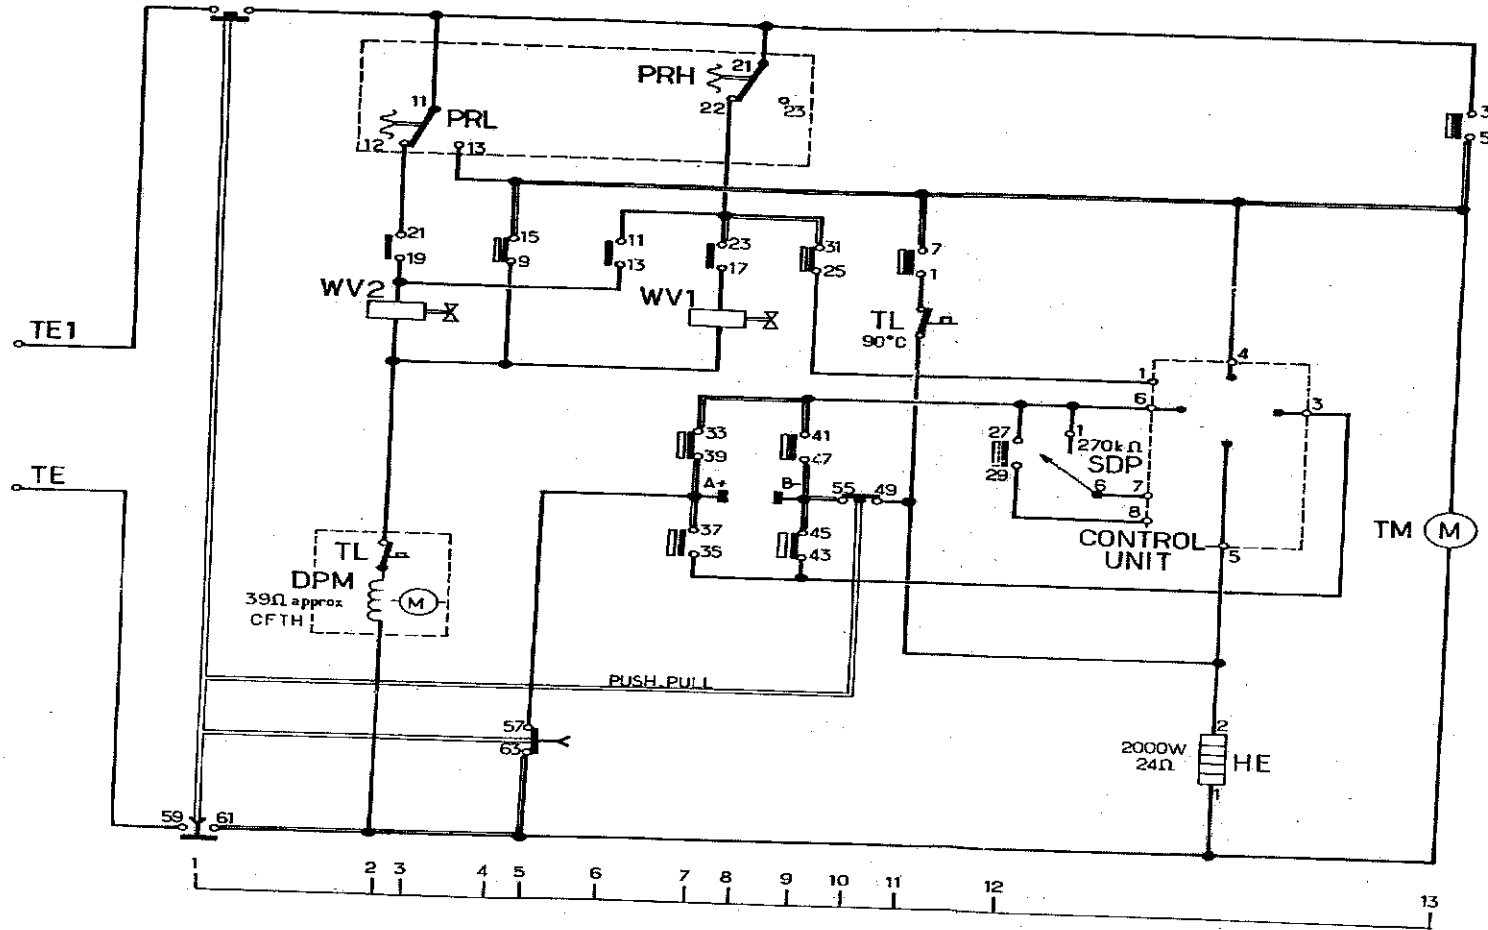 PRH
21
11
22
23
3
PRL
12
13
5
21
15
11
23
31
7
19
9
13
17
25
1
WV2
WV1
TL
90°C
TE1
4
1
6
3
33
41
27
1
270kΩ
39
47
SDP
29
A+
B-
55
49
6
7
8
TE
37
45
TM
M
35
43
CONTROL
UNIT
5
TL
DPM
39Ω approx
M
CFTH
PUSH.PULL
57
2
63
2000W
24Ω
HE
1
59
61
1
2
3
4
5
6
7
8
9
10
11
12
13